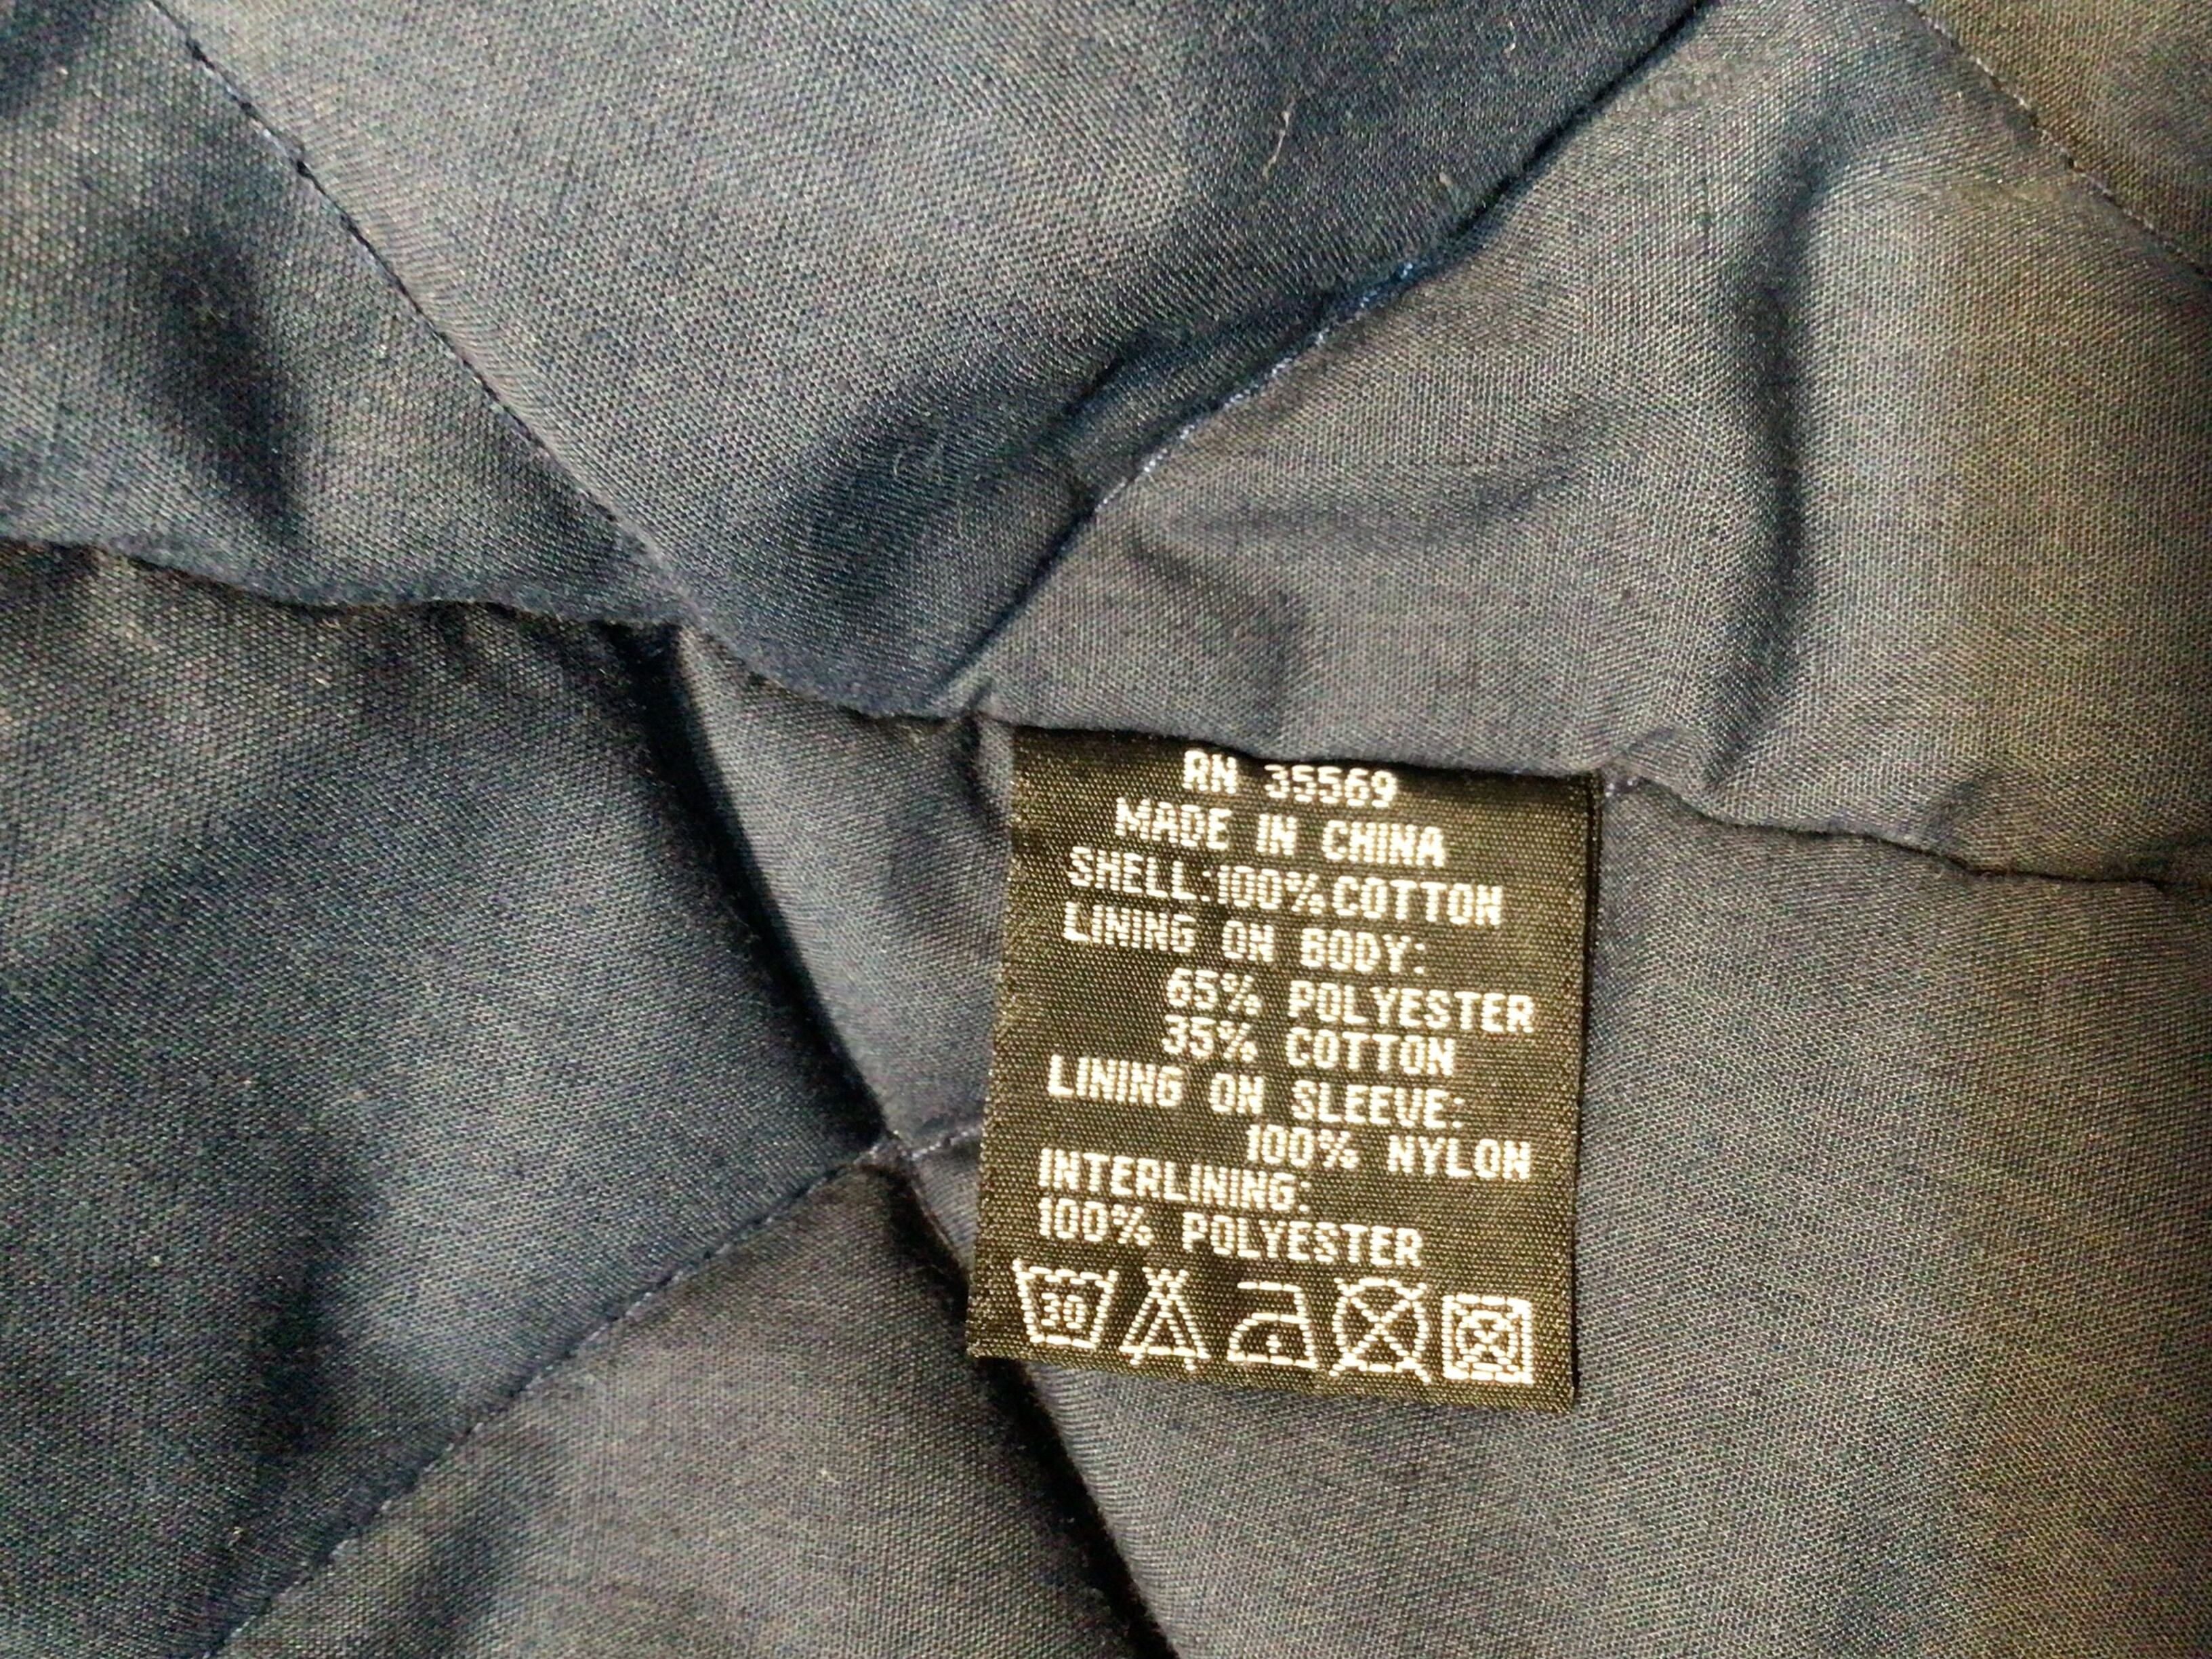 RN 35569
MADE IN CHINA
SHELL:100%COTTON
LINING ON BODY:
65% POLYESTER
35% COTTON
LINING ON SLEEVE:
100% NYLON
INTERLINING:
100% POLYESTER
30